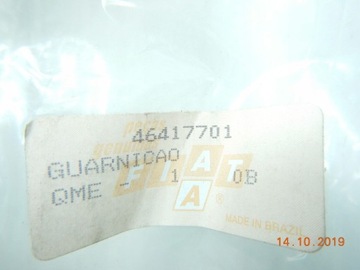 46417701
GUARNICAO
QME - 1 0B
FIAT
MADE IN BRAZIL
14.10.2019